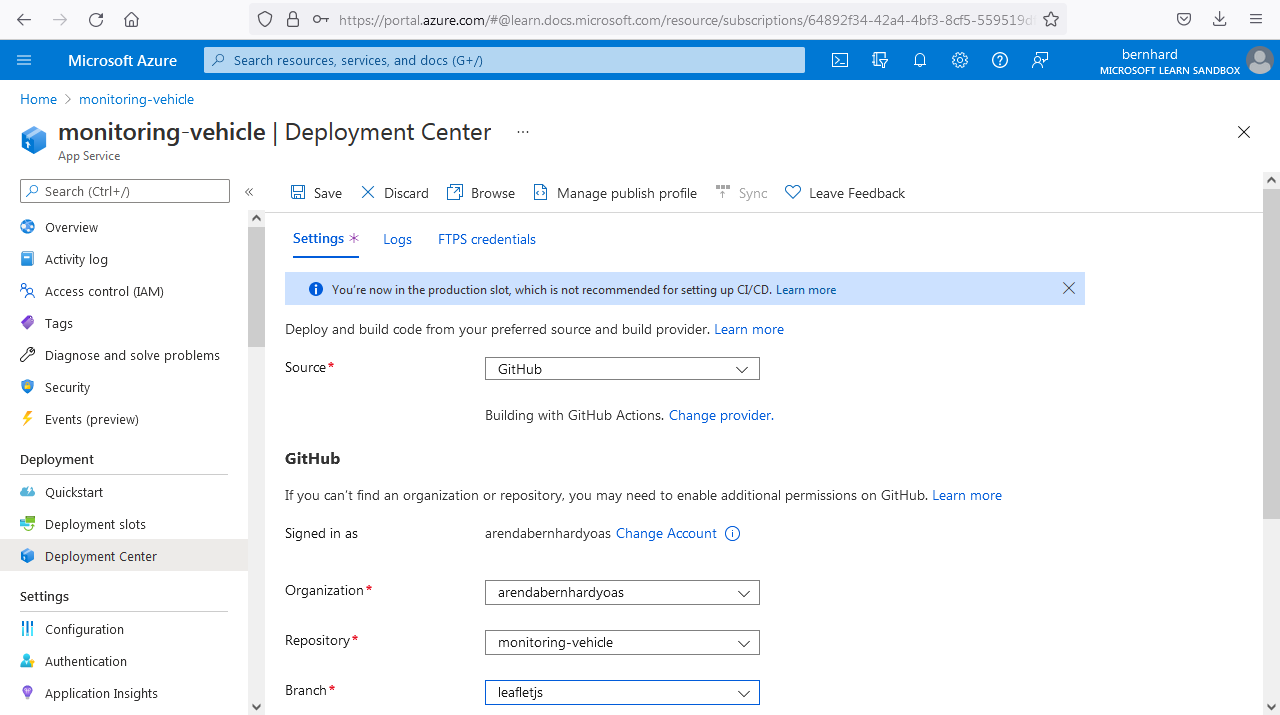 https://portal.azure.com/#@learn.docs.microsoft.com/resource/subscriptions/64892f34-42a4-4bf3-8cf5-559519d
Microsoft Azure
Search resources, services, and docs (G+/)
bernhard
MICROSOFT LEARN SANDBOX
Home > monitoring-vehicle
monitoring-vehicle | Deployment Center ...
App Service
Search (Ctrl+/) «
Save Discard Browse Manage publish profile Sync Leave Feedback
Overview
Activity log
Access control (IAM)
Tags
Diagnose and solve problems
Security
Events (preview)
Deployment
Quickstart
Deployment slots
Deployment Center
Settings
Configuration
Authentication
Application Insights
Settings * Logs FTPS credentials
You're now in the production slot, which is not recommended for setting up CI/CD. Learn more
Deploy and build code from your preferred source and build provider. Learn more
Source* GitHub
Building with GitHub Actions. Change provider.
GitHub
If you can't find an organization or repository, you may need to enable additional permissions on GitHub. Learn more
Signed in as arendabernhardyoas Change Account
Organization* arendabernhardyoas
Repository* monitoring-vehicle
Branch* leafletjs